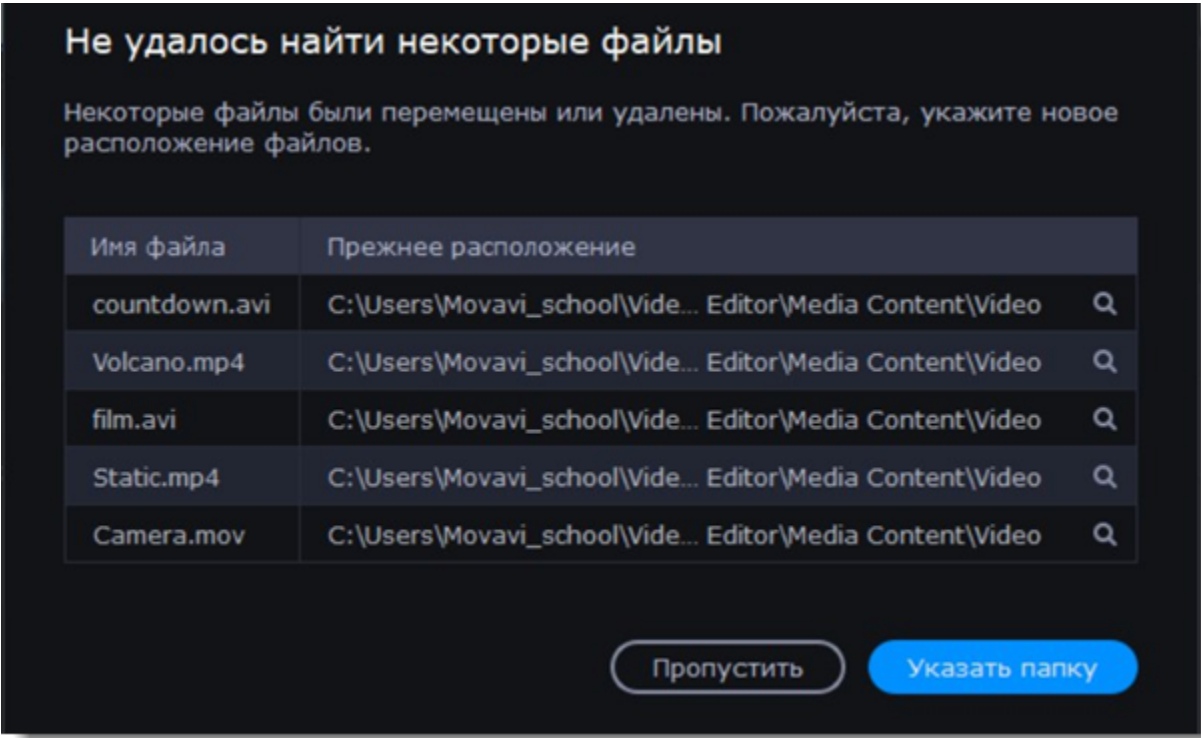 Не удалось найти некоторые файлы
Некоторые файлы были перемещены или удалены. Пожалуйста, укажите новое
расположение файлов.
Имя файла Прежнее расположение
countdown.avi C:\Users\Movavi_school\Vide... Editor\Media Content\Video
Volcano.mp4 C:\Users\Movavi_school\Vide... Editor\Media Content\Video
film.avi C:\Users\Movavi_school\Vide... Editor\Media Content\Video
Static.mp4 C:\Users\Movavi_school\Vide... Editor\Media Content\Video
Camera.mov C:\Users\Movavi_school\Vide... Editor\Media Content\Video
Пропустить Указать папку